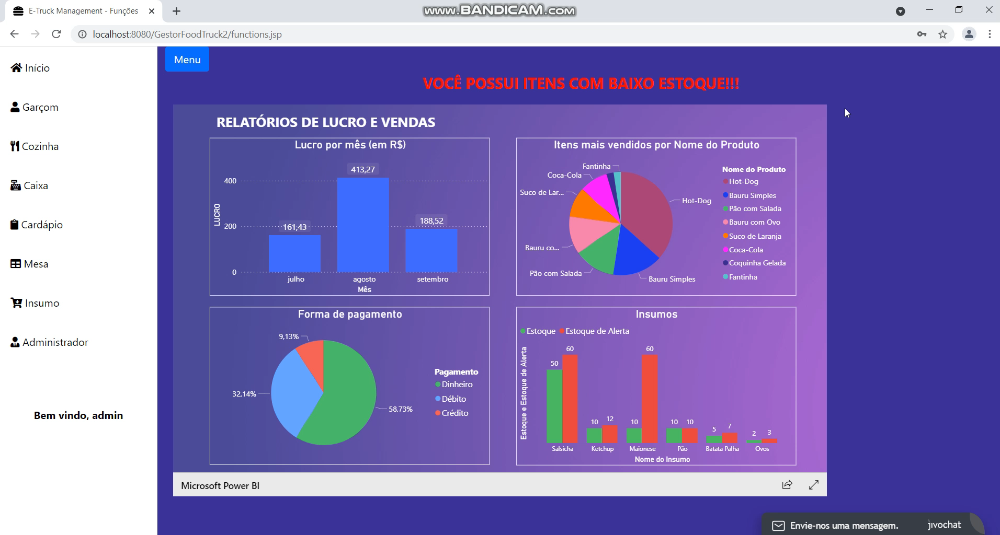 E-Truck Management - Funções
www.BANDICAM.com
localhost:8080/GestorFoodTruck2/functions.jsp
Início
Garçom
Cozinha
Caixa
Cardápio
Mesa
Insumo
Administrador
Bem vindo, admin
Menu
VOCÊ POSSUI ITENS COM BAIXO ESTOQUE!!!
RELATÓRIOS DE LUCRO E VENDAS
Lucro por mês (em R$)
LUCRO
400
200
0
161,43
413,27
188,52
julho
agosto
setembro
Mês
Itens mais vendidos por Nome do Produto
Fantinha
Coca-Cola
Suco de Lar...
Bauru co...
Pão com Salada
Bauru Simples
Hot-Dog
Nome do Produto
Hot-Dog
Bauru Simples
Pão com Salada
Bauru com Ovo
Suco de Laranja
Coca-Cola
Coquinha Gelada
Fantinha
Forma de pagamento
9,13%
32,14%
58,73%
Pagamento
Dinheiro
Débito
Crédito
Insumos
Estoque
Estoque de Alerta
Estoque e Estoque de Alerta
50 60
10 12
10 60
10 10
5 7
2 3
Salsicha
Ketchup
Maionese
Pão
Batata Palha
Ovos
Nome do Insumo
Microsoft Power BI
Envie-nos uma mensagem.
jivochat